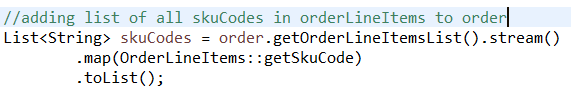 //adding list of all skuCodes in orderLineItems to order
List<String> skuCodes = order.getOrderLineItemsList().stream()
        .map(OrderLineItems::getSkuCode)
        .toList();